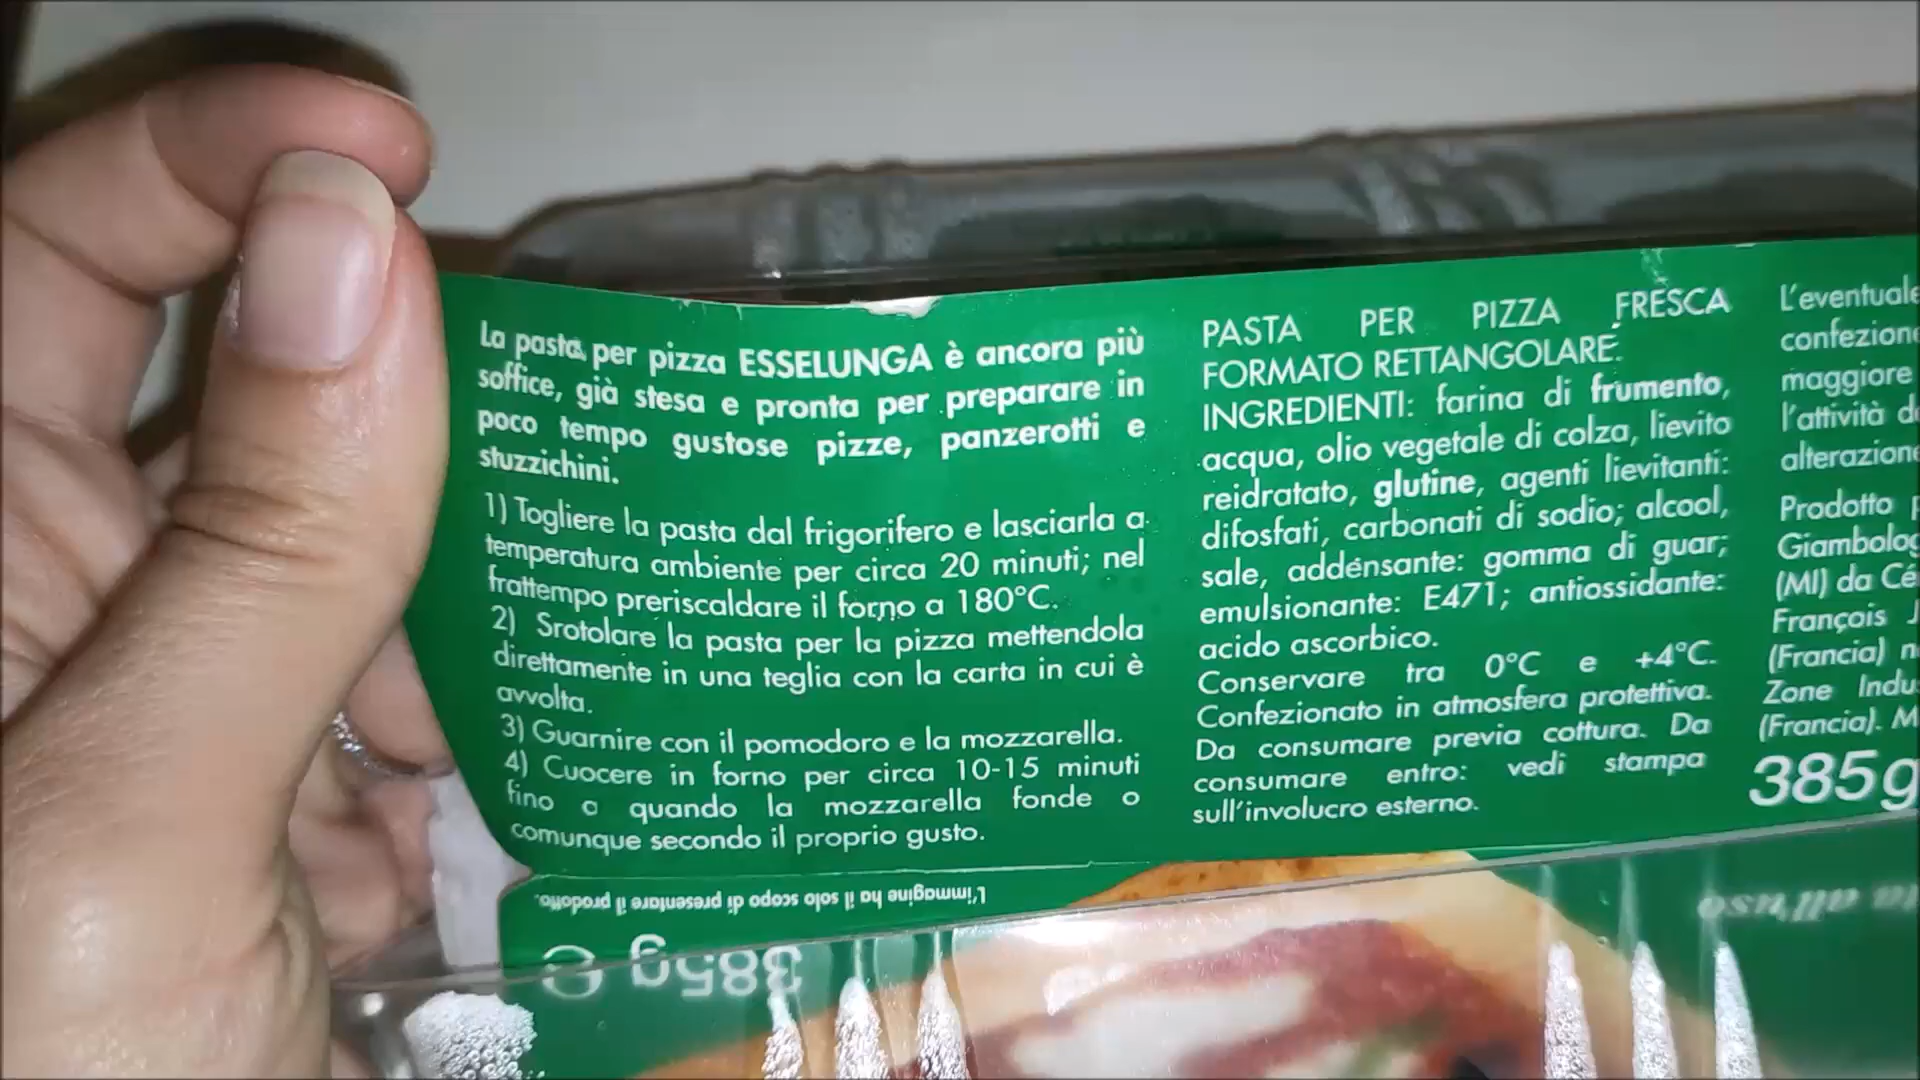 La pasta per pizza ESSELUNGA è ancora più
soffice, già stesa e pronta per preparare in
poco tempo gustose pizze, panzerotti e
stuzzichini.
1) Togliere la pasta dal frigorifero e lasciarla a
temperatura ambiente per circa 20 minuti; nel
frattempo preriscaldare il forno a 180°C.
2) Srotolare la pasta per la pizza mettendola
direttamente in una teglia con la carta in cui è
avvolta.
3) Guarnire con il pomodoro e la mozzarella.
4) Cuocere in forno per circa 10-15 minuti
fino a quando la mozzarella fonde o
comunque secondo il proprio gusto.
PASTA PER PIZZA FRESCA
FORMATO RETTANGOLARE.
INGREDIENTI: farina di frumento,
acqua, olio vegetale di colza, lievito
reidratato, glutine, agenti lievitanti:
difosfati, carbonati di sodio; alcool,
sale, addensante: gomma di guar;
emulsionante: E471; antiossidante:
acido ascorbico.
Conservare tra 0°C e +4°C.
Confezionato in atmosfera protettiva.
Da consumare previa cottura. Da
consumare entro: vedi stampa
sull'involucro esterno.
L'eventuale
confezione
maggiore
l'attività
alterazione
Prodotto
Giambolog
(MI) da Cé
François J
(Francia)
Zone Indus
(Francia). M
385g
L'immagine ha il solo scopo di presentare il prodotto.
385g e
all'uso